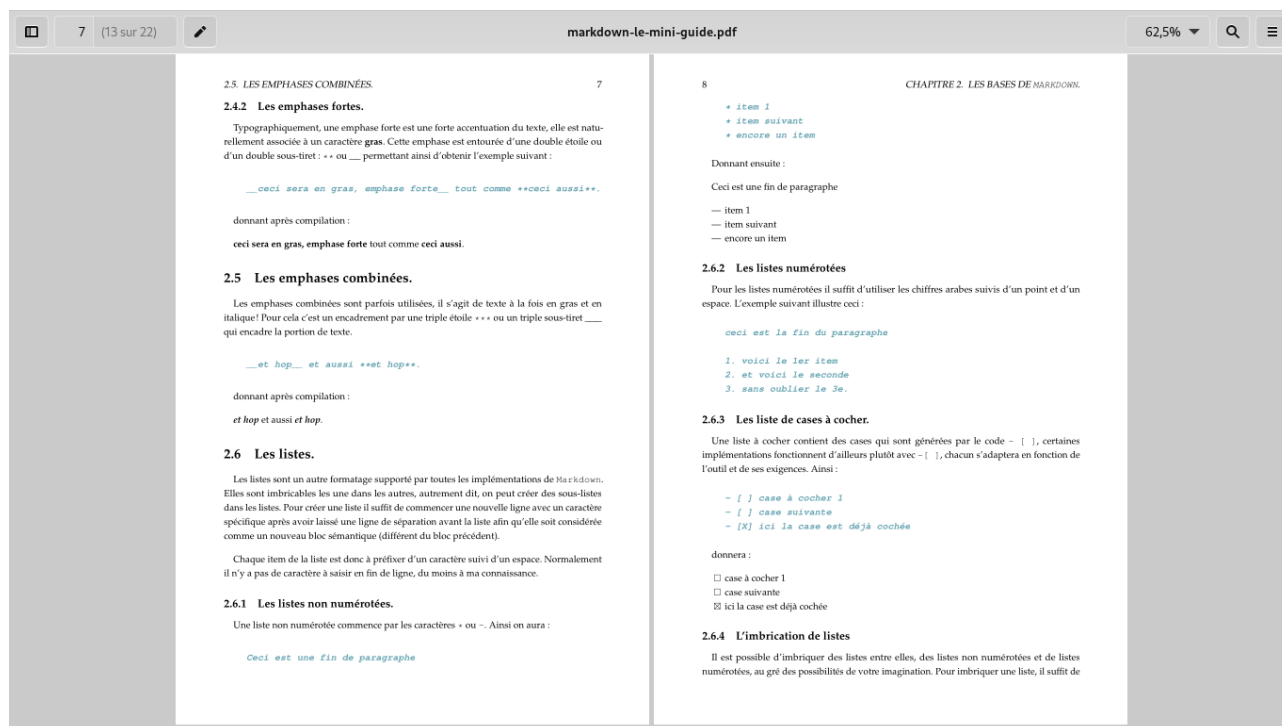 7 (13 sur 22)
markdown-le-mini-guide.pdf
62,5%
2.5. LES EMPHASES COMBINÉES. 7
2.4.2 Les emphases fortes.
Typographiquement, une emphase forte est une forte accentuation du texte, elle est natu-
rellement associée à un caractère gras. Cette emphase est entourée d'une double étoile ou
d'un double sous-tiret : ** ou __ permettant ainsi d'obtenir l'exemple suivant :
__ceci sera en gras, emphase forte__ tout comme **ceci aussi**.
donnant après compilation :
ceci sera en gras, emphase forte tout comme ceci aussi.
2.5 Les emphases combinées.
Les emphases combinées sont parfois utilisées, il s'agit de texte à la fois en gras et en
italique! Pour cela c'est un encadrement par une triple étoile *** ou un triple sous-tiret ___
qui encadre la portion de texte.
__et hop__ et aussi **et hop**.
donnant après compilation :
et hop et aussi et hop.
2.6 Les listes.
Les listes sont un autre formatage supporté par toutes les implémentations de Markdown.
Elles sont imbricables les une dans les autres, autrement dit, on peut créer des sous-listes
dans les listes. Pour créer une liste il suffit de commencer une nouvelle ligne avec un caractère
spécifique après avoir laissé une ligne de séparation avant la liste afin qu'elle soit considérée
comme un nouveau bloc sémantique (différent du bloc précédent).
Chaque item de la liste est donc à préfixer d'un caractère suivi d'un espace. Normalement
il n'y a pas de caractère à saisir en fin de ligne, du moins à ma connaissance.
2.6.1 Les listes non numérotées.
Une liste non numérotée commence par les caractères * ou -. Ainsi on aura :
Ceci est une fin de paragraphe
8 CHAPITRE 2. LES BASES DE MARKDOWN.
* item 1
* item suivant
* encore un item
Donnant ensuite :
Ceci est une fin de paragraphe
— item 1
— item suivant
— encore un item
2.6.2 Les listes numérotées
Pour les listes numérotées il suffit d'utiliser les chiffres arabes suivis d'un point et d'un
espace. L'exemple suivant illustre ceci :
ceci est la fin du paragraphe
1. voici le 1er item
2. et voici le seconde
3. sans oublier le 3e.
2.6.3 Les liste de cases à cocher.
Une liste à cocher contient des cases qui sont générées par le code - [ ], certaines
implémentations fonctionnent d'ailleurs plutôt avec -[ ], chacun s'adaptera en fonction de
l'outil et de ses exigences. Ainsi :
- [ ] case à cocher 1
- [ ] case suivante
- [X] ici la case est déjà cochée
donnera :
☐ case à cocher 1
☐ case suivante
☒ ici la case est déjà cochée
2.6.4 L'imbrication de listes
Il est possible d'imbriquer des listes entre elles, des listes non numérotées et de listes
numérotées, au gré des possibilités de votre imagination. Pour imbriquer une liste, il suffit de